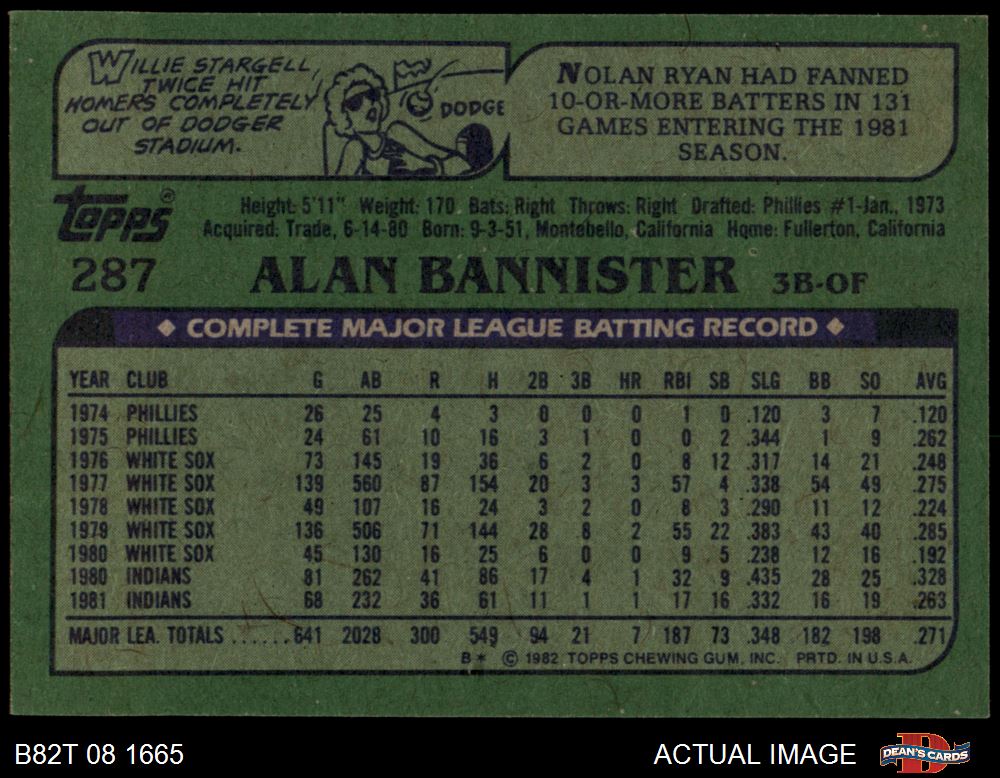 WILLIE STARGELL,
TWICE HIT
HOMERS COMPLETELY
OUT OF DODGER
STADIUM.
DODGE
NOLAN RYAN HAD FANNED
10-OR-MORE BATTERS IN 131
GAMES ENTERING THE 1981
SEASON.
Topps®
Height: 5'11" Weight: 170 Bats: Right Throws: Right Drafted: Phillies #1-Jan., 1973
Acquired: Trade, 6-14-80 Born: 9-3-51, Montebello, California Home: Fullerton, California
287 ALAN BANNISTER 3B-OF
◆ COMPLETE MAJOR LEAGUE BATTING RECORD ◆
YEAR CLUB G AB R H 2B 3B HR RBI SB SLG BB SO AVG
1974 PHILLIES 26 25 4 3 0 0 0 1 0 .120 3 7 .120
1975 PHILLIES 24 61 10 16 3 1 0 0 2 .344 1 9 .262
1976 WHITE SOX 73 145 19 36 6 2 0 8 12 .317 14 21 .248
1977 WHITE SOX 139 560 87 154 20 3 3 57 4 .338 54 49 .275
1978 WHITE SOX 49 107 16 24 3 2 0 8 3 .290 11 12 .224
1979 WHITE SOX 136 506 71 144 28 8 2 55 22 .383 43 40 .285
1980 WHITE SOX 45 130 16 25 6 0 0 9 5 .238 12 16 .192
1980 INDIANS 81 262 41 86 17 4 1 32 9 .435 28 25 .328
1981 INDIANS 68 232 36 61 11 1 1 17 16 .332 16 19 .263
MAJOR LEA. TOTALS ......641 2028 300 549 94 21 7 187 73 .348 182 198 .271
B* © 1982 TOPPS CHEWING GUM, INC. PRTD. IN U.S.A.
B82T 08 1665 ACTUAL IMAGE DEAN'S CARDS